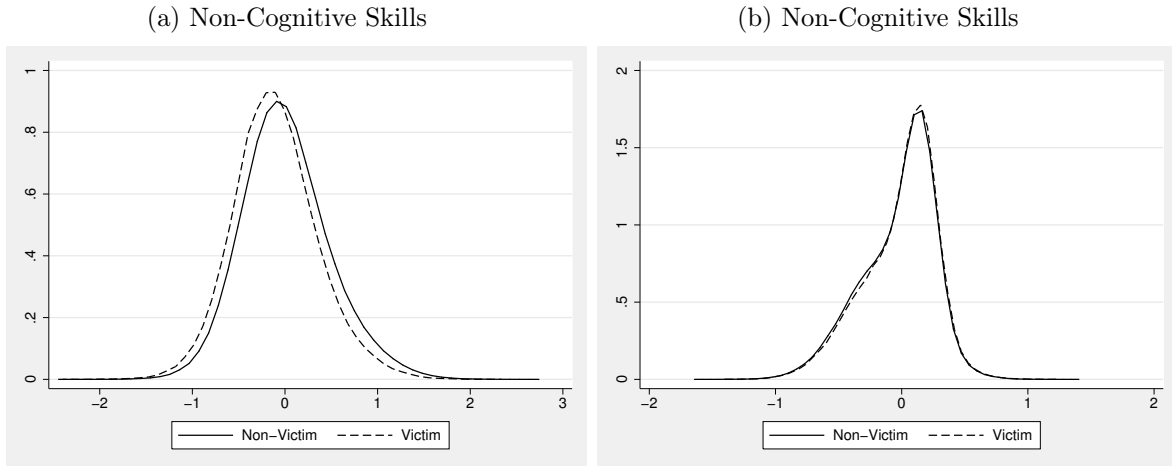 (a) Non-Cognitive Skills
1
.8
.6
.4
.2
0
−2 −1 0 1 2 3
Non−Victim Victim
(b) Non-Cognitive Skills
2
1.5
1
.5
0
−2 −1 0 1 2
Non−Victim Victim